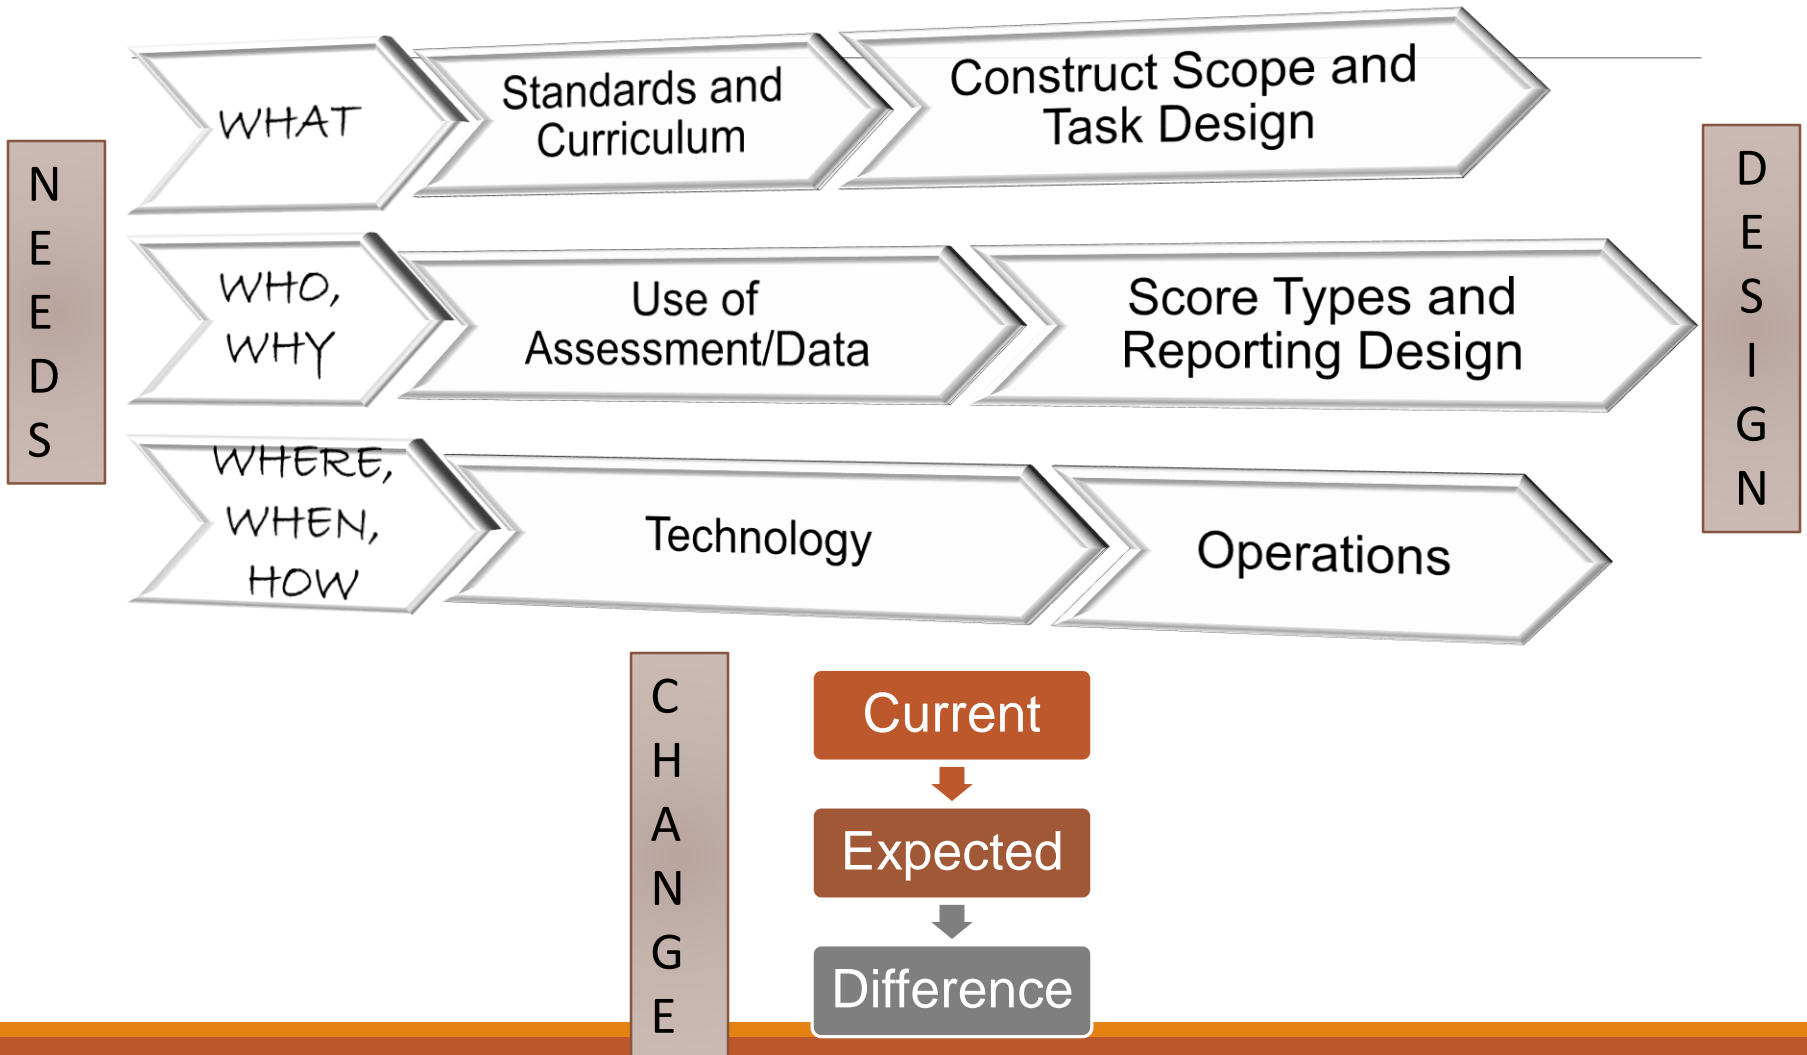 NEEDS
WHAT
Standards and
Curriculum
Construct Scope and
Task Design
WHO,
WHY
Use of
Assessment/Data
Score Types and
Reporting Design
WHERE,
WHEN,
HOW
Technology
Operations
DESIGN
CHANGE
Current
Expected
Difference